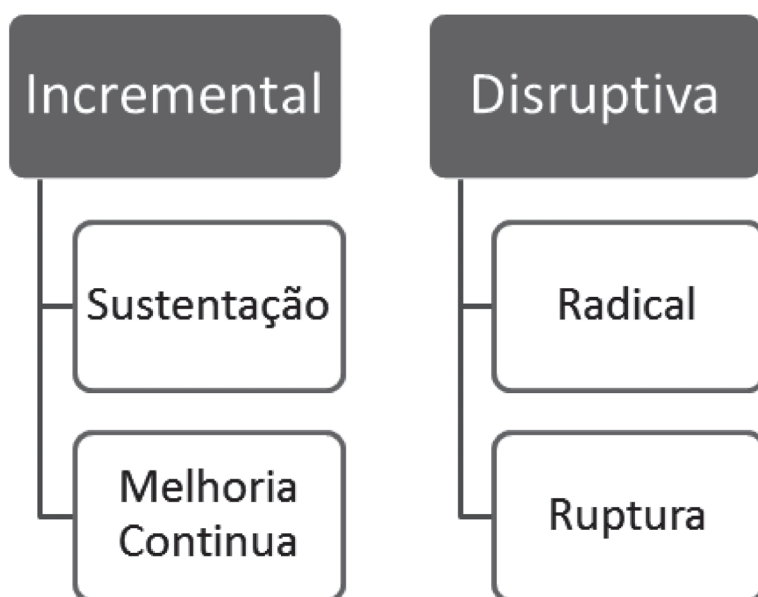 Incremental
Sustentação
Melhoria
Continua
Disruptiva
Radical
Ruptura